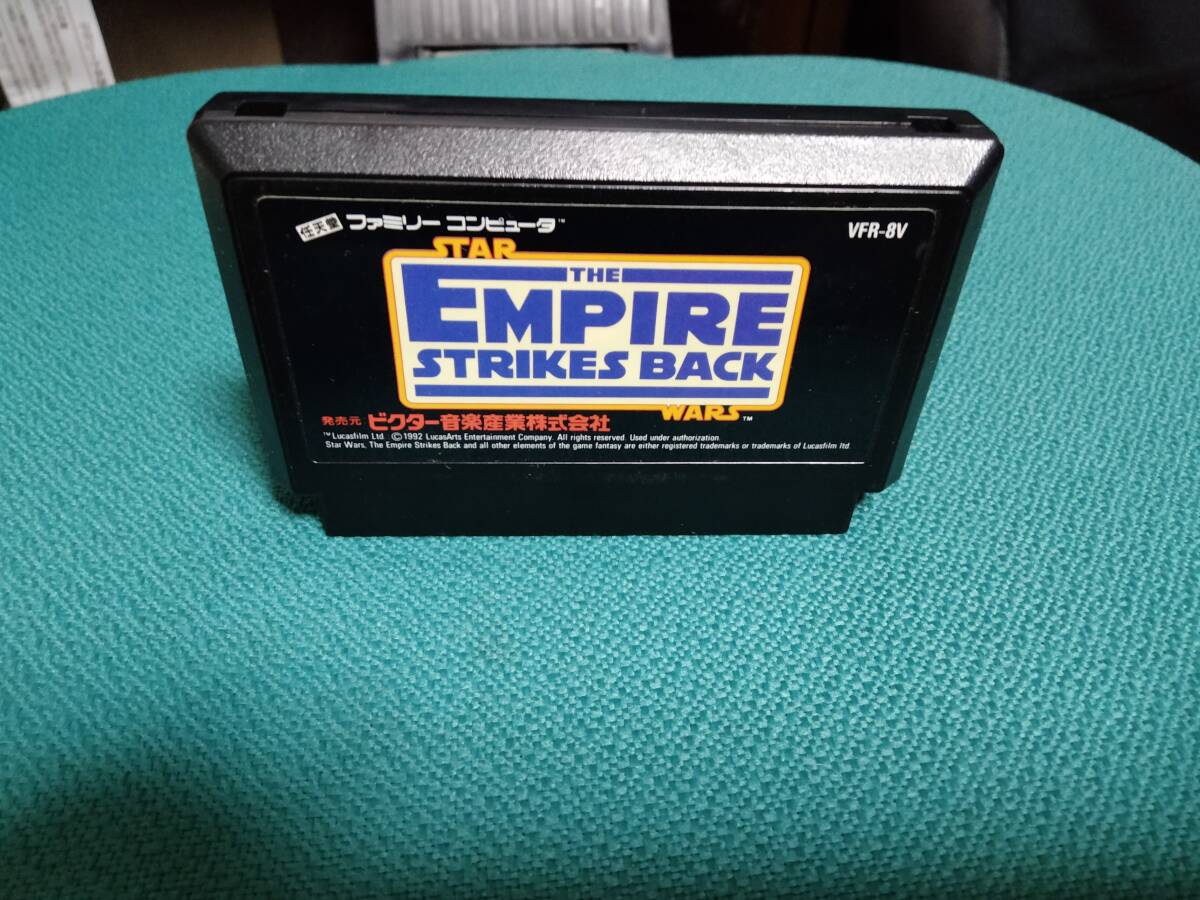 任天堂 ファミリー コンピュータ™
VFR-8V
STAR
THE
EMPIRE
STRIKES BACK
WARS™
発売元 ビクター音楽産業株式会社
™ Lucasfilm Ltd. ©1992 LucasArts Entertainment Company. All rights reserved. Used under authorization.
Star Wars, The Empire Strikes Back and all other elements of the game fantasy are either registered trademarks or trademarks of Lucasfilm ltd.